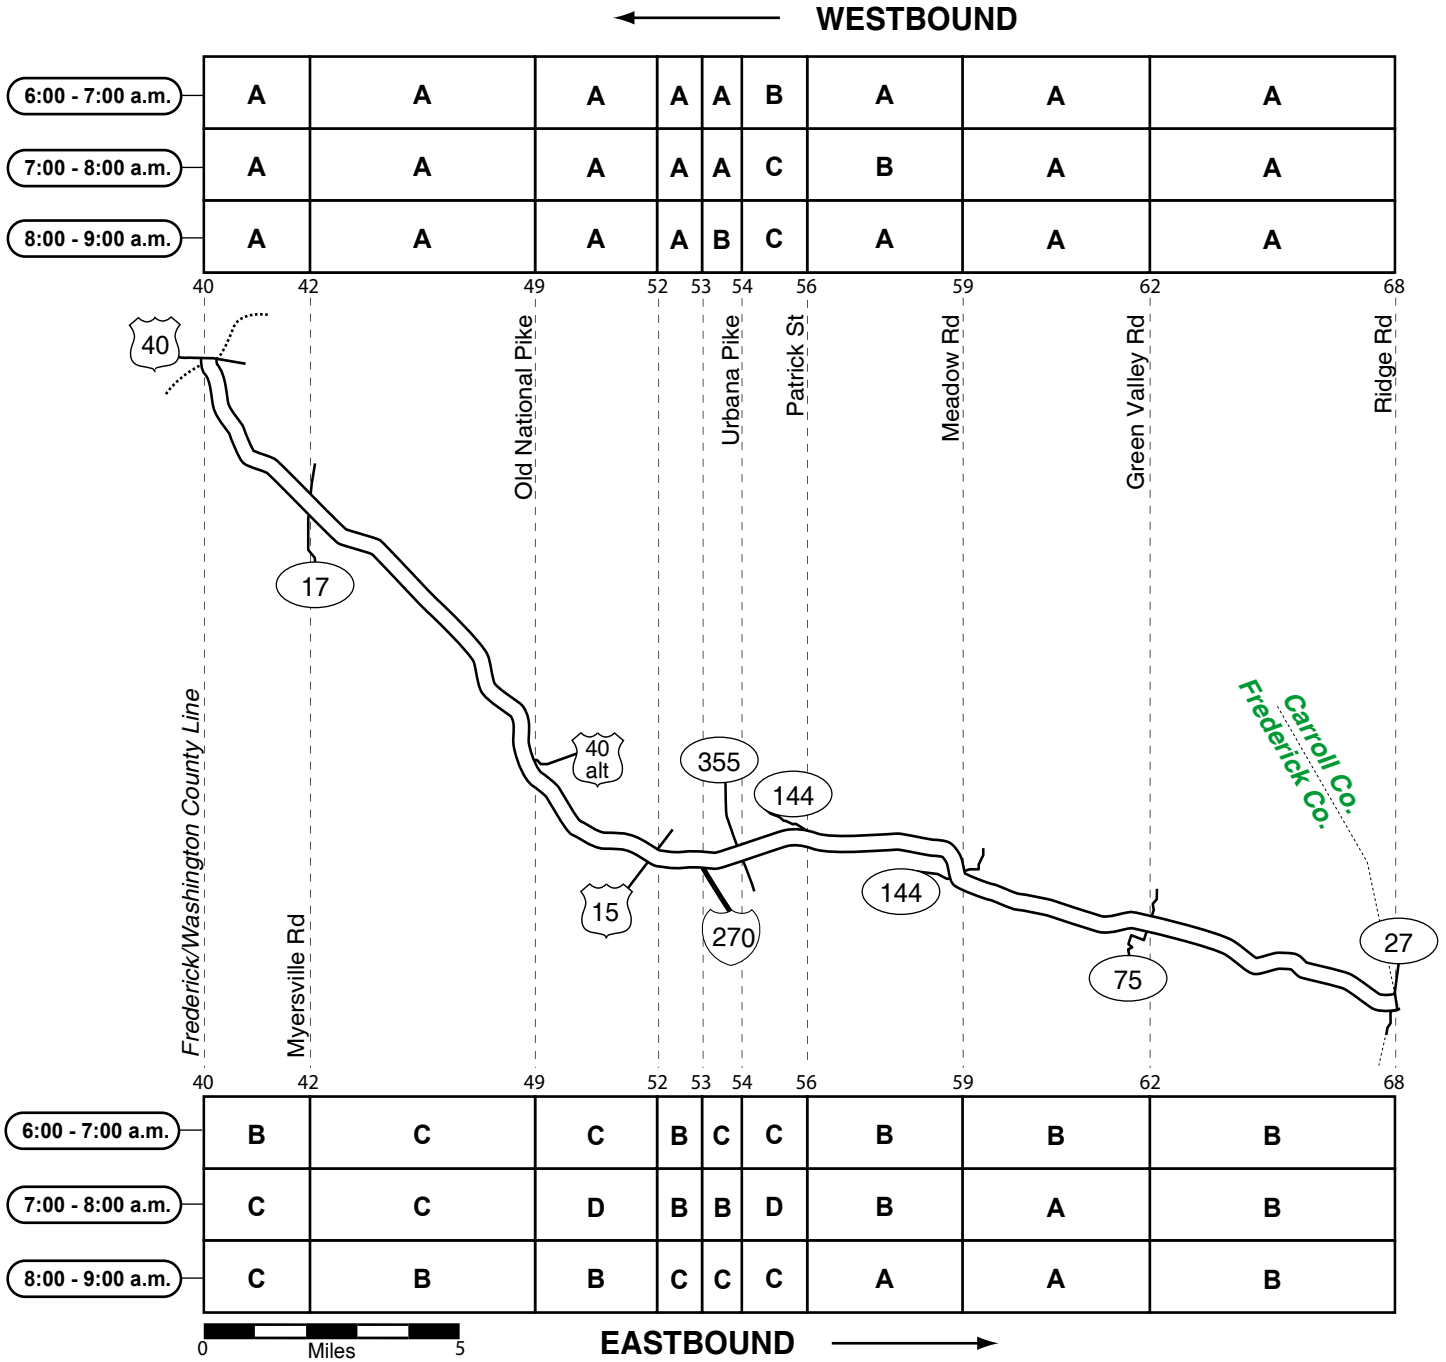 WESTBOUND
6:00 - 7:00 a.m. A A A A A B A A A
7:00 - 8:00 a.m. A A A A A C B A A
8:00 - 9:00 a.m. A A A A B C A A A
40 42 49 52 53 54 56 59 62 68
40
Old National Pike
Urbana Pike
Patrick St
Meadow Rd
Green Valley Rd
Ridge Rd
17
Frederick/Washington County Line
Myersville Rd
40
alt
355
144
15
270
144
75
27
Carroll Co.
Frederick Co.
40 42 49 52 53 54 56 59 62 68
6:00 - 7:00 a.m. B C C B C C B B B
7:00 - 8:00 a.m. C C D B B D B A B
8:00 - 9:00 a.m. C B B C C C A A B
0 Miles 5
EASTBOUND